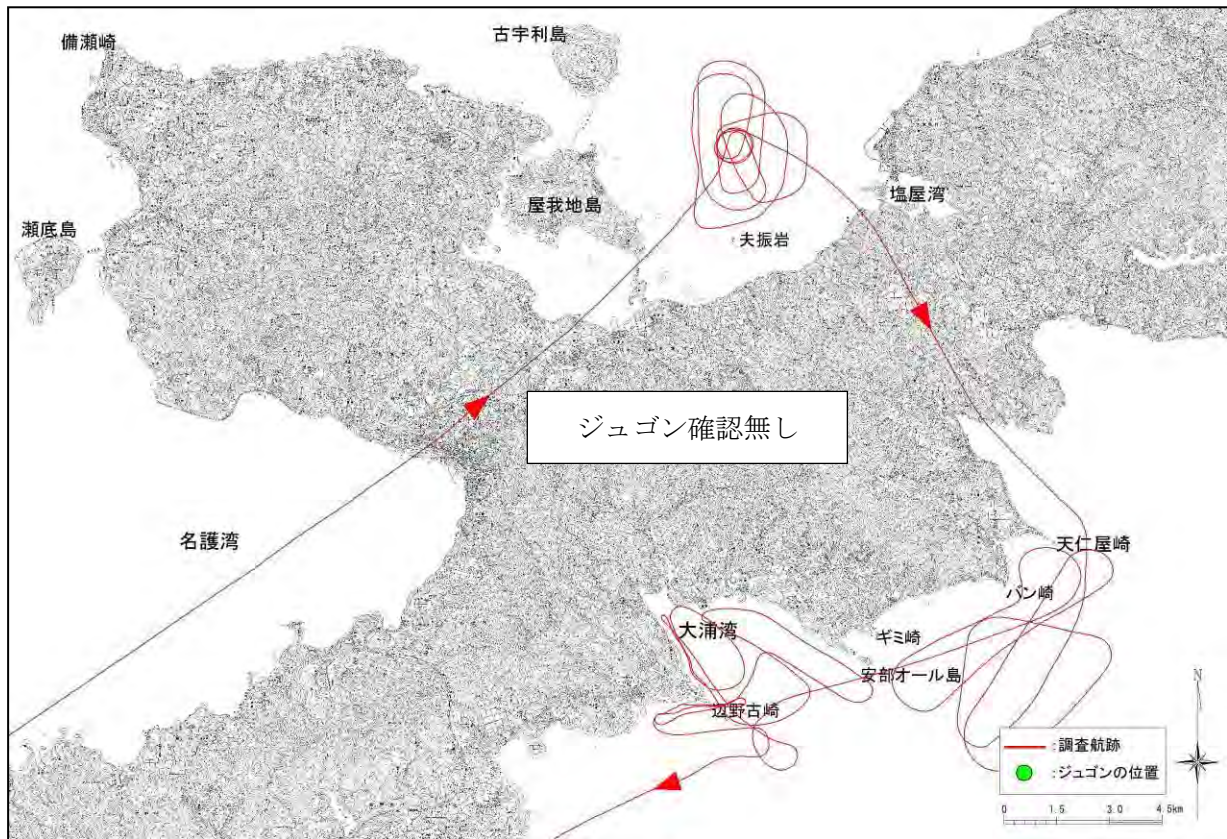 古宇利島
備瀬崎
塩屋湾
屋我地島
瀬底島
夫振岩
ジュゴン確認無し
名護湾
天仁屋崎
バン崎
大浦湾
ギミ崎
安部オール島
辺野古崎
N
:調査航跡
:ジュゴンの位置
0 1.5 3.0 4.5km